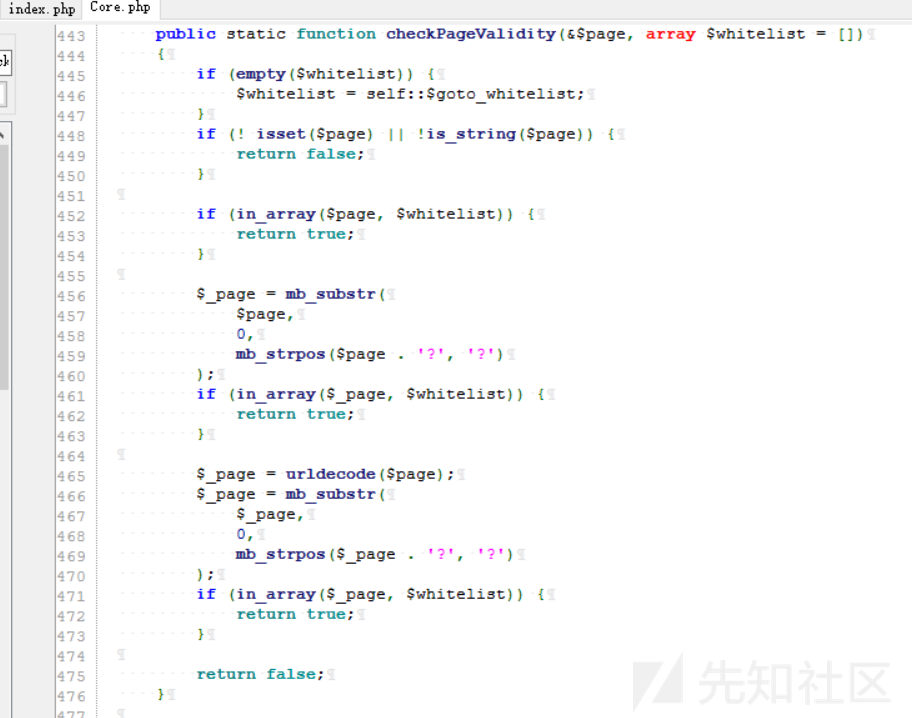 index.php Core.php
443 public static function checkPageValidity(&$page, array $whitelist = [])
444 {
445 if (empty($whitelist)) {
446 $whitelist = self::$goto_whitelist;
447 }
448 if (! isset($page) || !is_string($page)) {
449 return false;
450 }
451
452 if (in_array($page, $whitelist)) {
453 return true;
454 }
455
456 $_page = mb_substr(
457 $page,
458 0,
459 mb_strpos($page . '?', '?')
460 );
461 if (in_array($_page, $whitelist)) {
462 return true;
463 }
464
465 $_page = urldecode($page);
466 $_page = mb_substr(
467 $_page,
468 0,
469 mb_strpos($_page . '?', '?')
470 );
471 if (in_array($_page, $whitelist)) {
472 return true;
473 }
474
475 return false;
476 }
477
先知社区